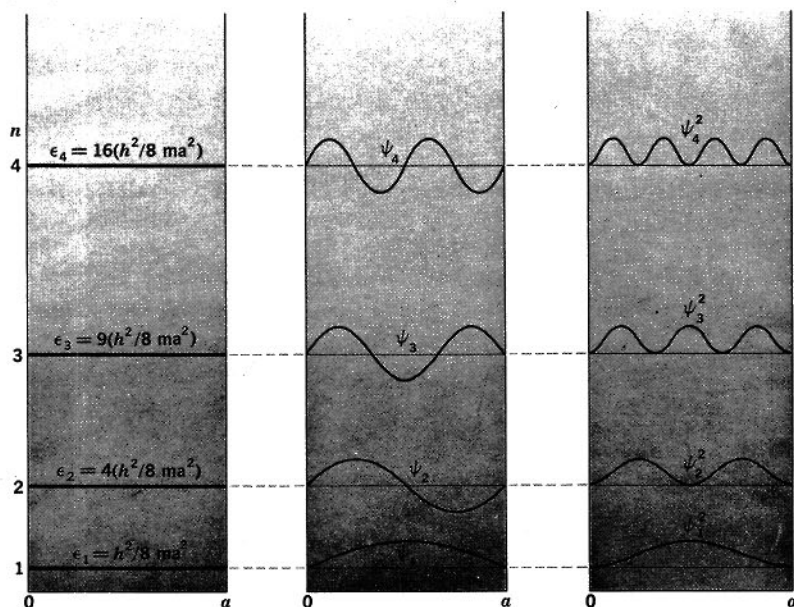 n
4
ϵ₄ = 16(h²/8 ma²)
ψ₄
ψ₄²
3
ϵ₃ = 9(h²/8 ma²)
ψ₃
ψ₃²
2
ϵ₂ = 4(h²/8 ma²)
ψ₂
ψ₂²
1
ϵ₁ = h²/8 ma²
0 a
0 a
0 a